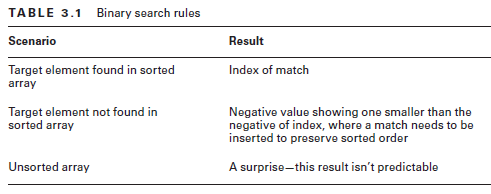 TABLE 3.1 Binary search rules
Scenario Result
Target element found in sorted Index of match
array
Target element not found in Negative value showing one smaller than the
sorted array negative of index, where a match needs to be
inserted to preserve sorted order
Unsorted array A surprise—this result isn't predictable